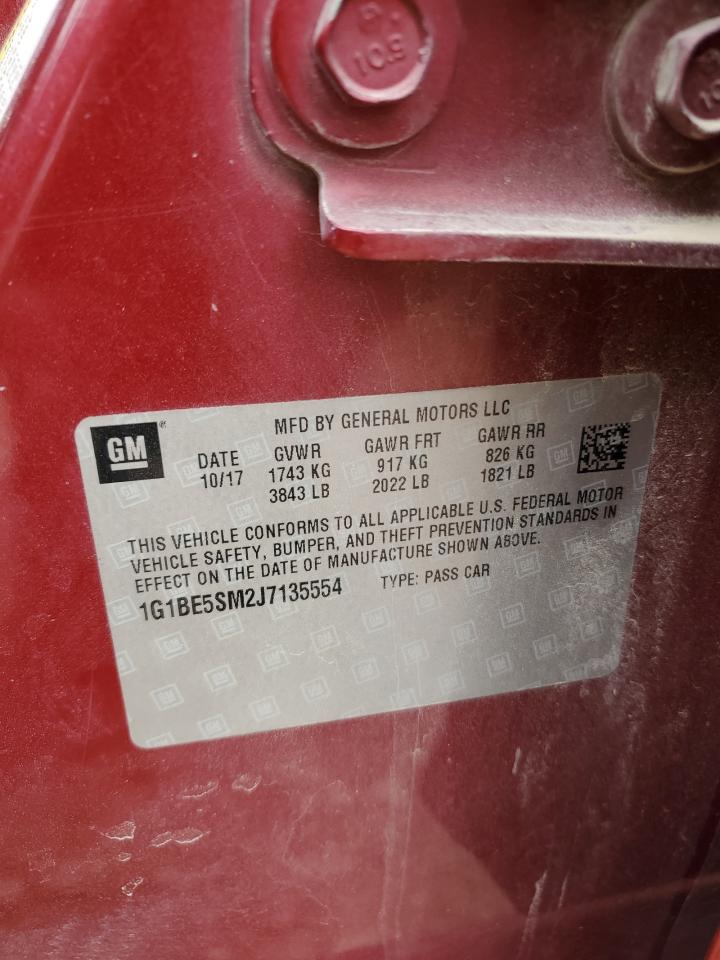 10.9
GM
MFD BY GENERAL MOTORS LLC
DATE GVWR GAWR FRT GAWR RR
10/17 1743 KG 917 KG 826 KG
3843 LB 2022 LB 1821 LB
THIS VEHICLE CONFORMS TO ALL APPLICABLE U.S. FEDERAL MOTOR
VEHICLE SAFETY, BUMPER, AND THEFT PREVENTION STANDARDS IN
EFFECT ON THE DATE OF MANUFACTURE SHOWN ABOVE.
1G1BE5SM2J7135554 TYPE: PASS CAR